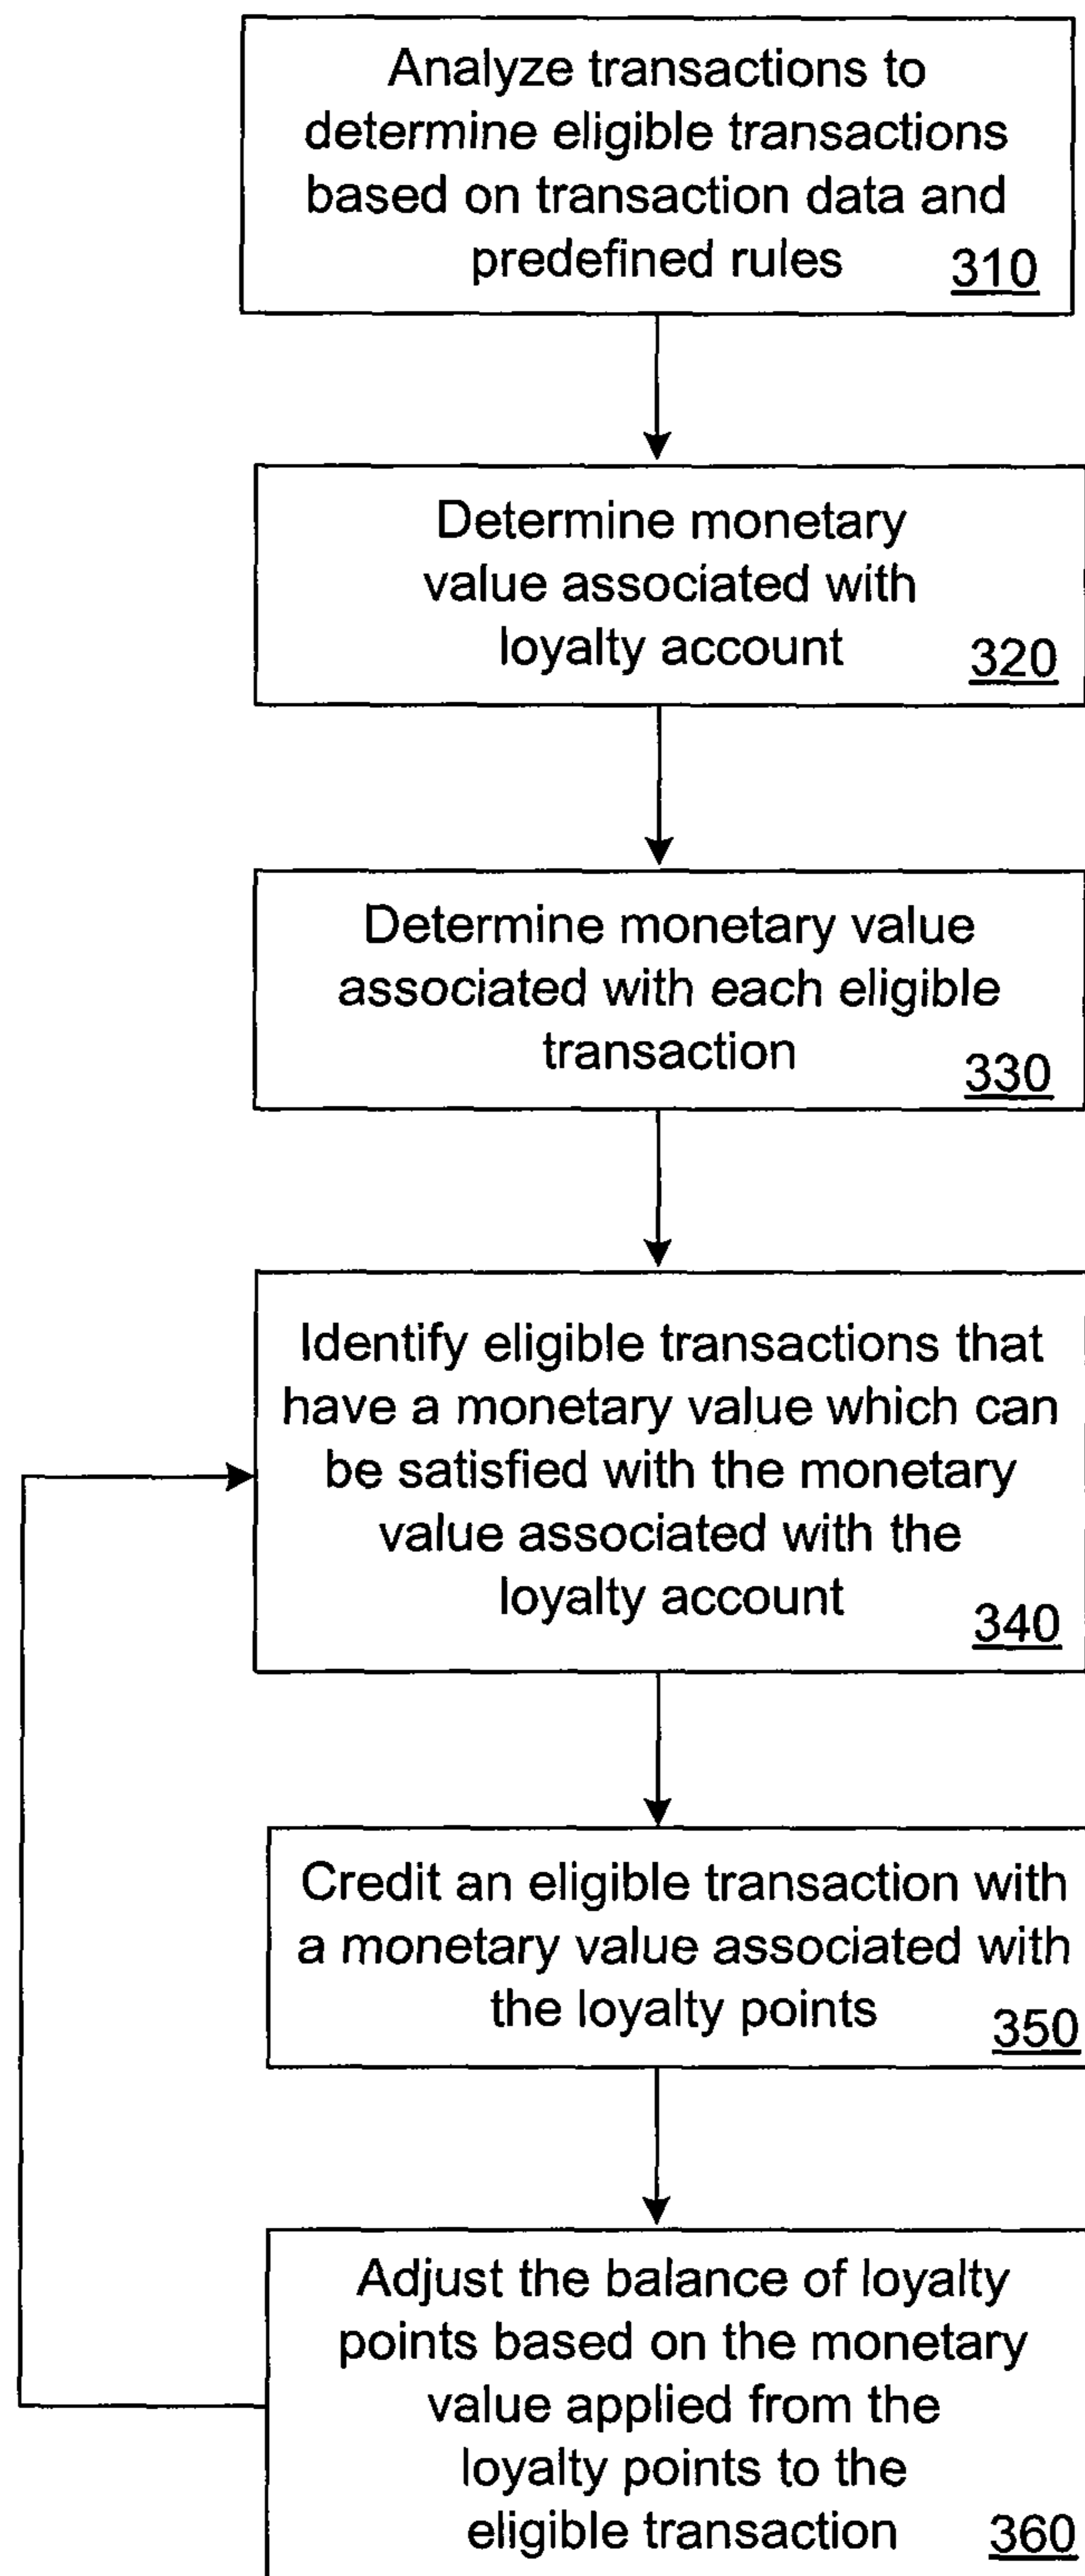 Analyze transactions to
determine eligible transactions
based on transaction data and
predefined rules 310
Determine monetary
value associated with
loyalty account 320
Determine monetary value
associated with each eligible
transaction 330
Identify eligible transactions that
have a monetary value which can
be satisfied with the monetary
value associated with the
loyalty account 340
Credit an eligible transaction with
a monetary value associated with
the loyalty points 350
Adjust the balance of loyalty
points based on the monetary
value applied from the
loyalty points to the
eligible transaction 360